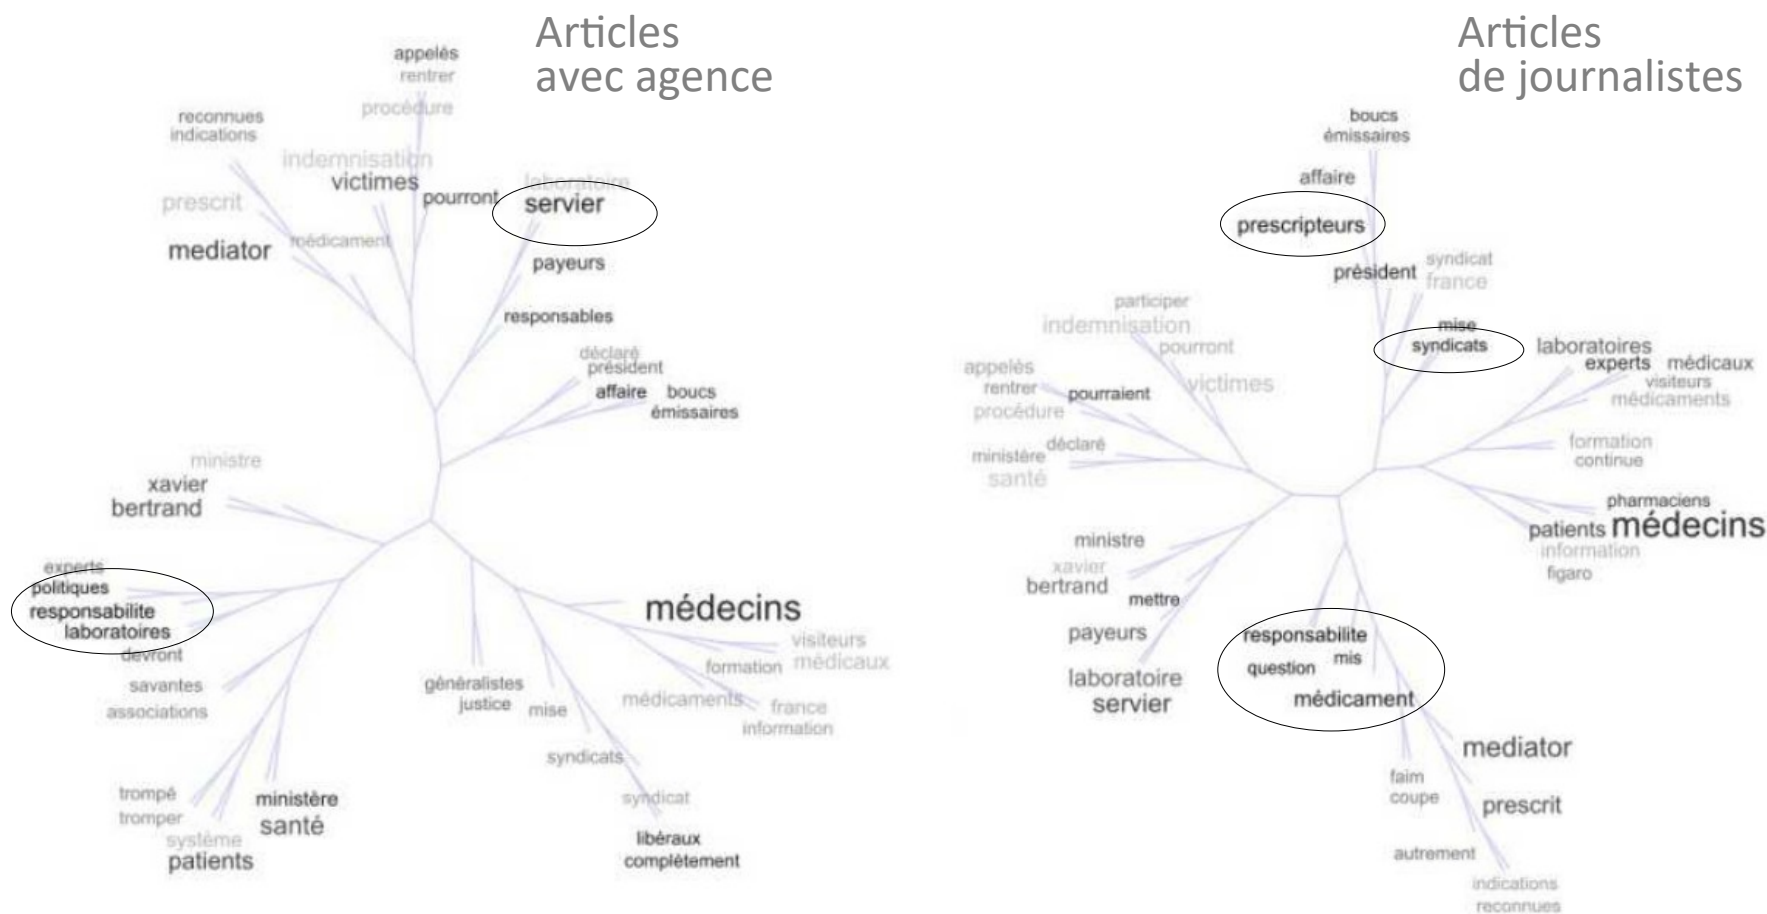 Articles
avec agence
appelés
rentrer
procédure
reconnues
indications
indemnisation
victimes
prescrit
pourront
laboratoire
servier
mediator
médicament
payeurs
responsables
déclaré
président
affaire boucs
émissaires
ministre
xavier
bertrand
experts
politiques
responsabilite
laboratoires
devront
savantes
associations
trompé
tromper
système
patients
ministère
santé
généralistes
justice
mise
médecins
visiteurs
formation médicaux
médicaments
france
information
syndicats
syndicat
libéraux
complètement
Articles
de journalistes
boucs
émissaires
affaire
prescripteurs
président
syndicat
france
mise
syndicats
participer
indemnisation
pourront
victimes
appelés
rentrer
pourraient
procédure
déclaré
ministère
santé
laboratoires
experts médicaux
visiteurs
médicaments
formation
continue
pharmaciens
patients médecins
information
figaro
ministre
xavier
bertrand
mettre
payeurs
laboratoire
servier
responsabilite
question mis
médicament
mediator
faim
coupe
prescrit
autrement
indications
reconnues